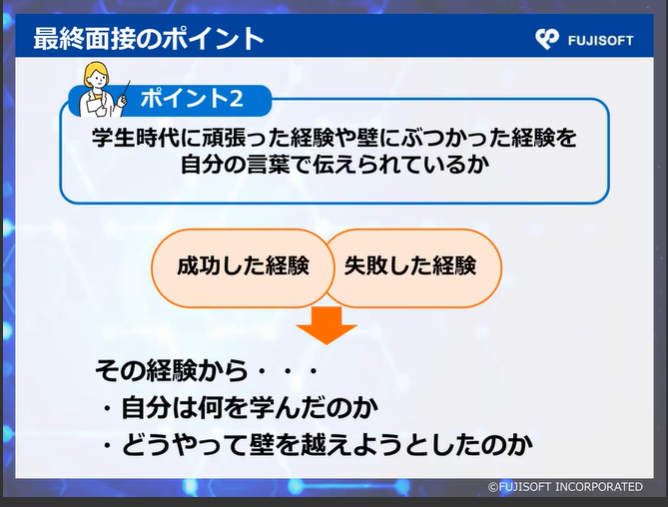 最終面接のポイント
FUJISOFT
ポイント2
学生時代に頑張った経験や壁にぶつかった経験を
自分の言葉で伝えられているか
成功した経験
失敗した経験
その経験から・・・
・自分は何を学んだのか
・どうやって壁を越えようとしたのか
©FUJISOFT INCORPORATED